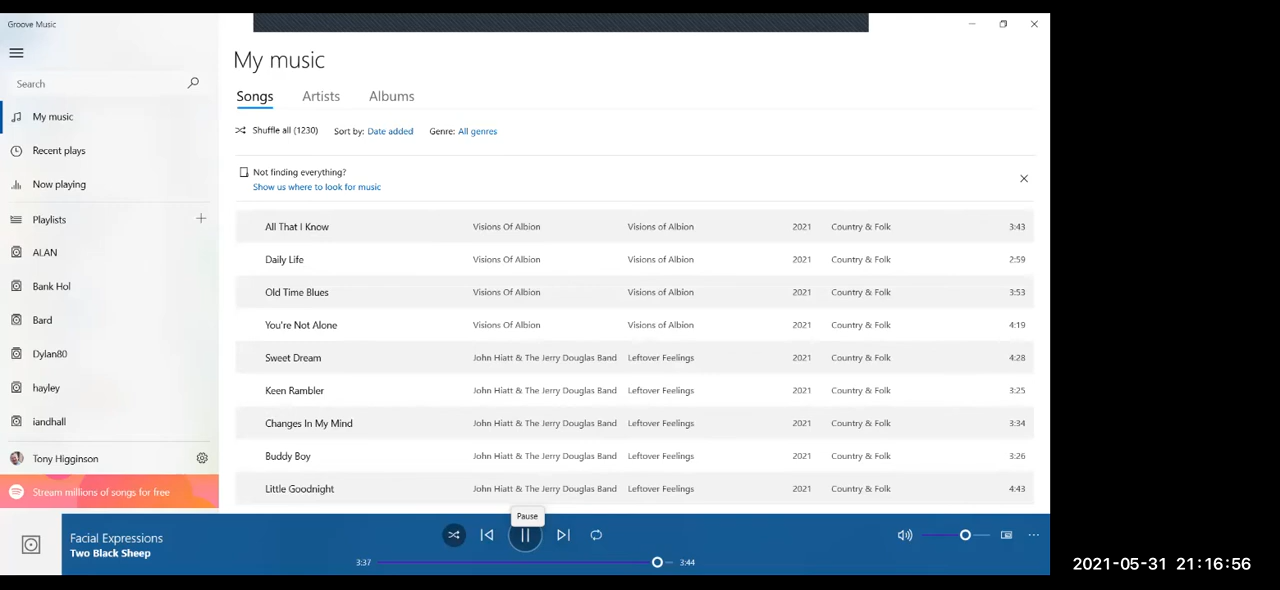 Groove Music
My music
Search
Songs Artists Albums
My music
Shuffle all (1230) Sort by: Date added Genre: All genres
Recent plays
Not finding everything?
Show us where to look for music
Now playing
Playlists
All That I Know Visions Of Albion Visions of Albion 2021 Country & Folk 3:43
ALAN
Daily Life Visions Of Albion Visions of Albion 2021 Country & Folk 2:59
Bank Hol
Old Time Blues Visions Of Albion Visions of Albion 2021 Country & Folk 3:53
Bard
You're Not Alone Visions Of Albion Visions of Albion 2021 Country & Folk 4:19
Dylan80
Sweet Dream John Hiatt & The Jerry Douglas Band Leftover Feelings 2021 Country & Folk 4:28
hayley
Keen Rambler John Hiatt & The Jerry Douglas Band Leftover Feelings 2021 Country & Folk 3:25
iandhall
Changes In My Mind John Hiatt & The Jerry Douglas Band Leftover Feelings 2021 Country & Folk 3:34
Tony Higginson
Buddy Boy John Hiatt & The Jerry Douglas Band Leftover Feelings 2021 Country & Folk 3:26
Stream millions of songs for free
Little Goodnight John Hiatt & The Jerry Douglas Band Leftover Feelings 2021 Country & Folk 4:43
Pause
Facial Expressions
Two Black Sheep
3:37 3:44
2021-05-31 21:16:56